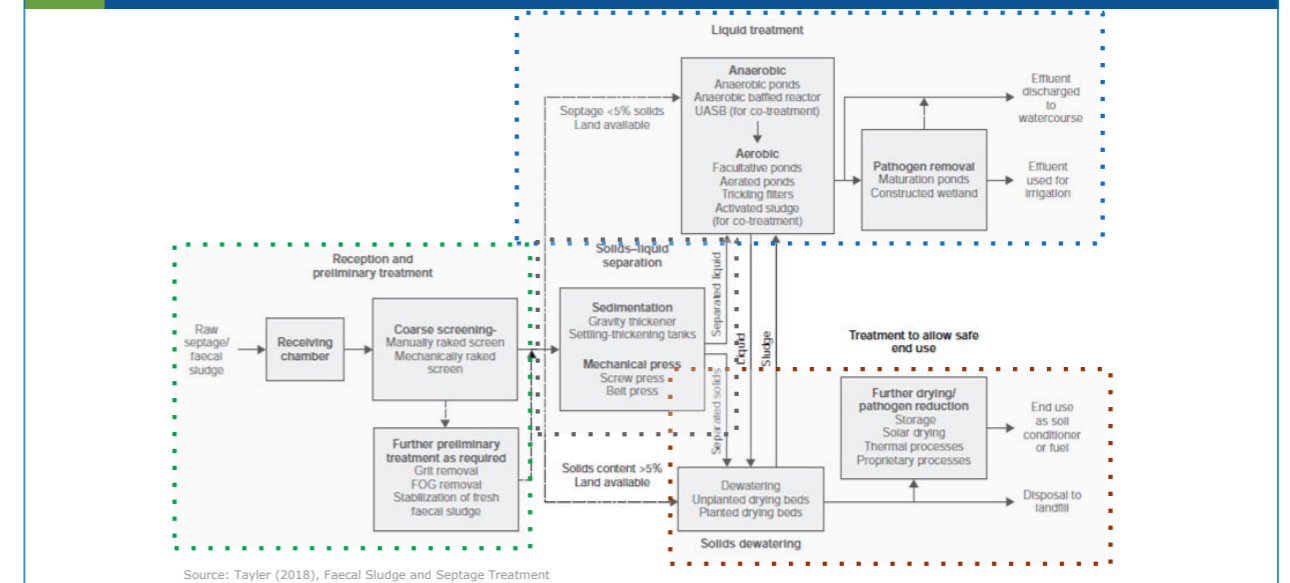 Liquid treatment
Anaerobic
Anaerobic ponds
Anaerobic baffled reactor
UASB (for co-treatment)
Aerobic
Facultative ponds
Aerated ponds
Trickling filters
Activated sludge
(for co-treatment)
Septage <5% solids
Land available
Pathogen removal
Maturation ponds
Constructed wetland
Effluent
discharged
to
watercourse
Effluent
used for
irrigation
Reception and
preliminary treatment
Raw
septage/
faecal
sludge
Receiving
chamber
Coarse screening-
Manually raked screen
Mechanically raked
screen
Further preliminary
treatment as required
Grit removal
FOG removal
Stabilization of fresh
faecal sludge
Solids–liquid
separation
Sedimentation
Gravity thickener
Settling-thickening tanks
Mechanical press
Screw press
Belt press
Separated liquid
Separated solids
Liquid
Sludge
Solids content >5%
Land available
Dewatering
Unplanted drying beds
Planted drying beds
Solids dewatering
Treatment to allow safe
end use
Further drying/
pathogen reduction
Storage
Solar drying
Thermal processes
Proprietary processes
End use
as soil
conditioner
or fuel
Disposal to
landfill
Source: Tayler (2018), Faecal Sludge and Septage Treatment